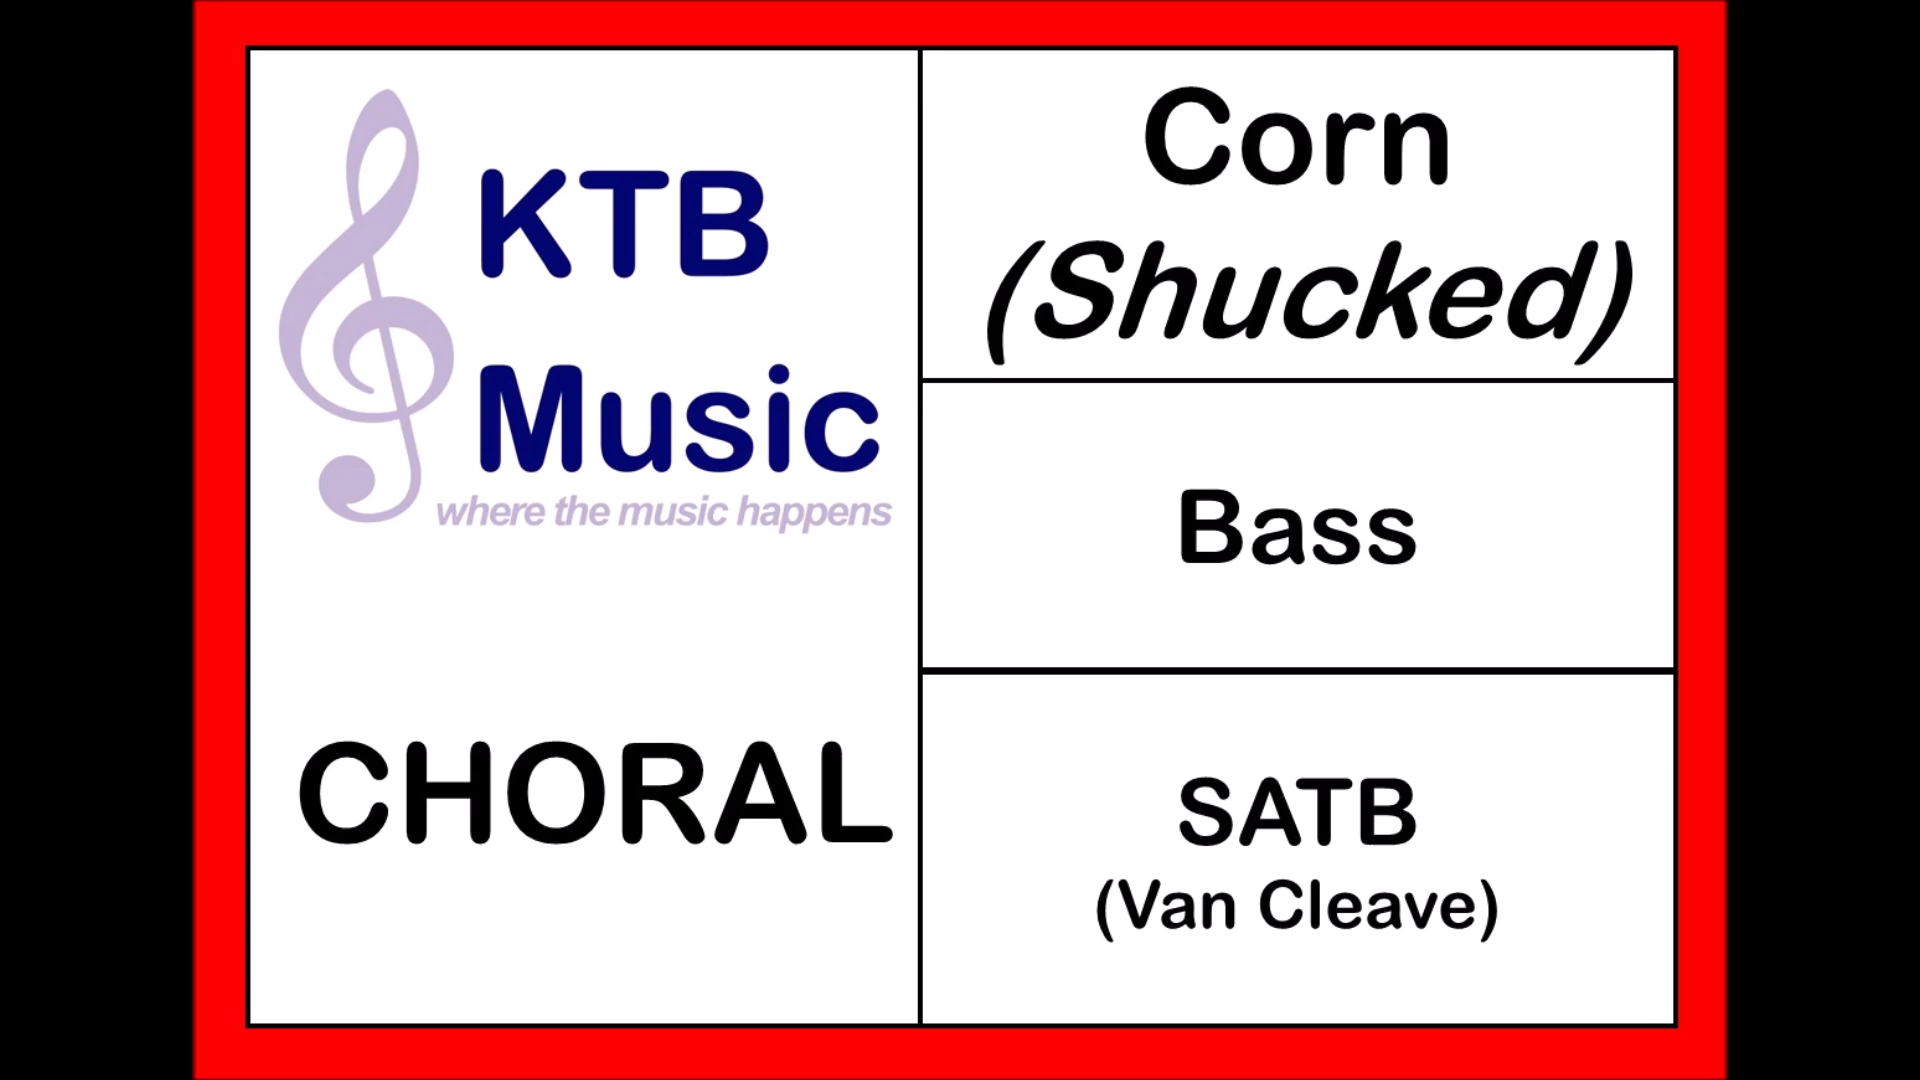 KTB
Music
where the music happens
CHORAL
Corn
(Shucked)
Bass
SATB
(Van Cleave)